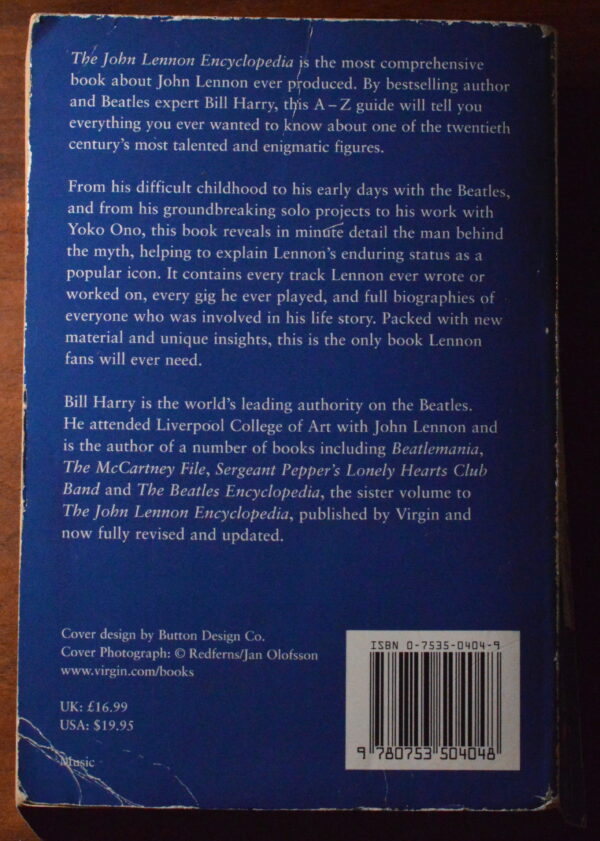 The John Lennon Encyclopedia is the most comprehensive
book about John Lennon ever produced. By bestselling author
and Beatles expert Bill Harry, this A – Z guide will tell you
everything you ever wanted to know about one of the twentieth
century's most talented and enigmatic figures.
From his difficult childhood to his early days with the Beatles,
and from his groundbreaking solo projects to his work with
Yoko Ono, this book reveals in minute detail the man behind
the myth, helping to explain Lennon's enduring status as a
popular icon. It contains every track Lennon ever wrote or
worked on, every gig he ever played, and full biographies of
everyone who was involved in his life story. Packed with new
material and unique insights, this is the only book Lennon
fans will ever need.
Bill Harry is the world's leading authority on the Beatles.
He attended Liverpool College of Art with John Lennon and
is the author of a number of books including Beatlemania,
The McCartney File, Sergeant Pepper's Lonely Hearts Club
Band and The Beatles Encyclopedia, the sister volume to
The John Lennon Encyclopedia, published by Virgin and
now fully revised and updated.
Cover design by Button Design Co.
Cover Photograph: © Redferns/Jan Olofsson
www.virgin.com/books
UK: £16.99
USA: $19.95
Music
ISBN 0-7535-0404-9
9 780753 504048